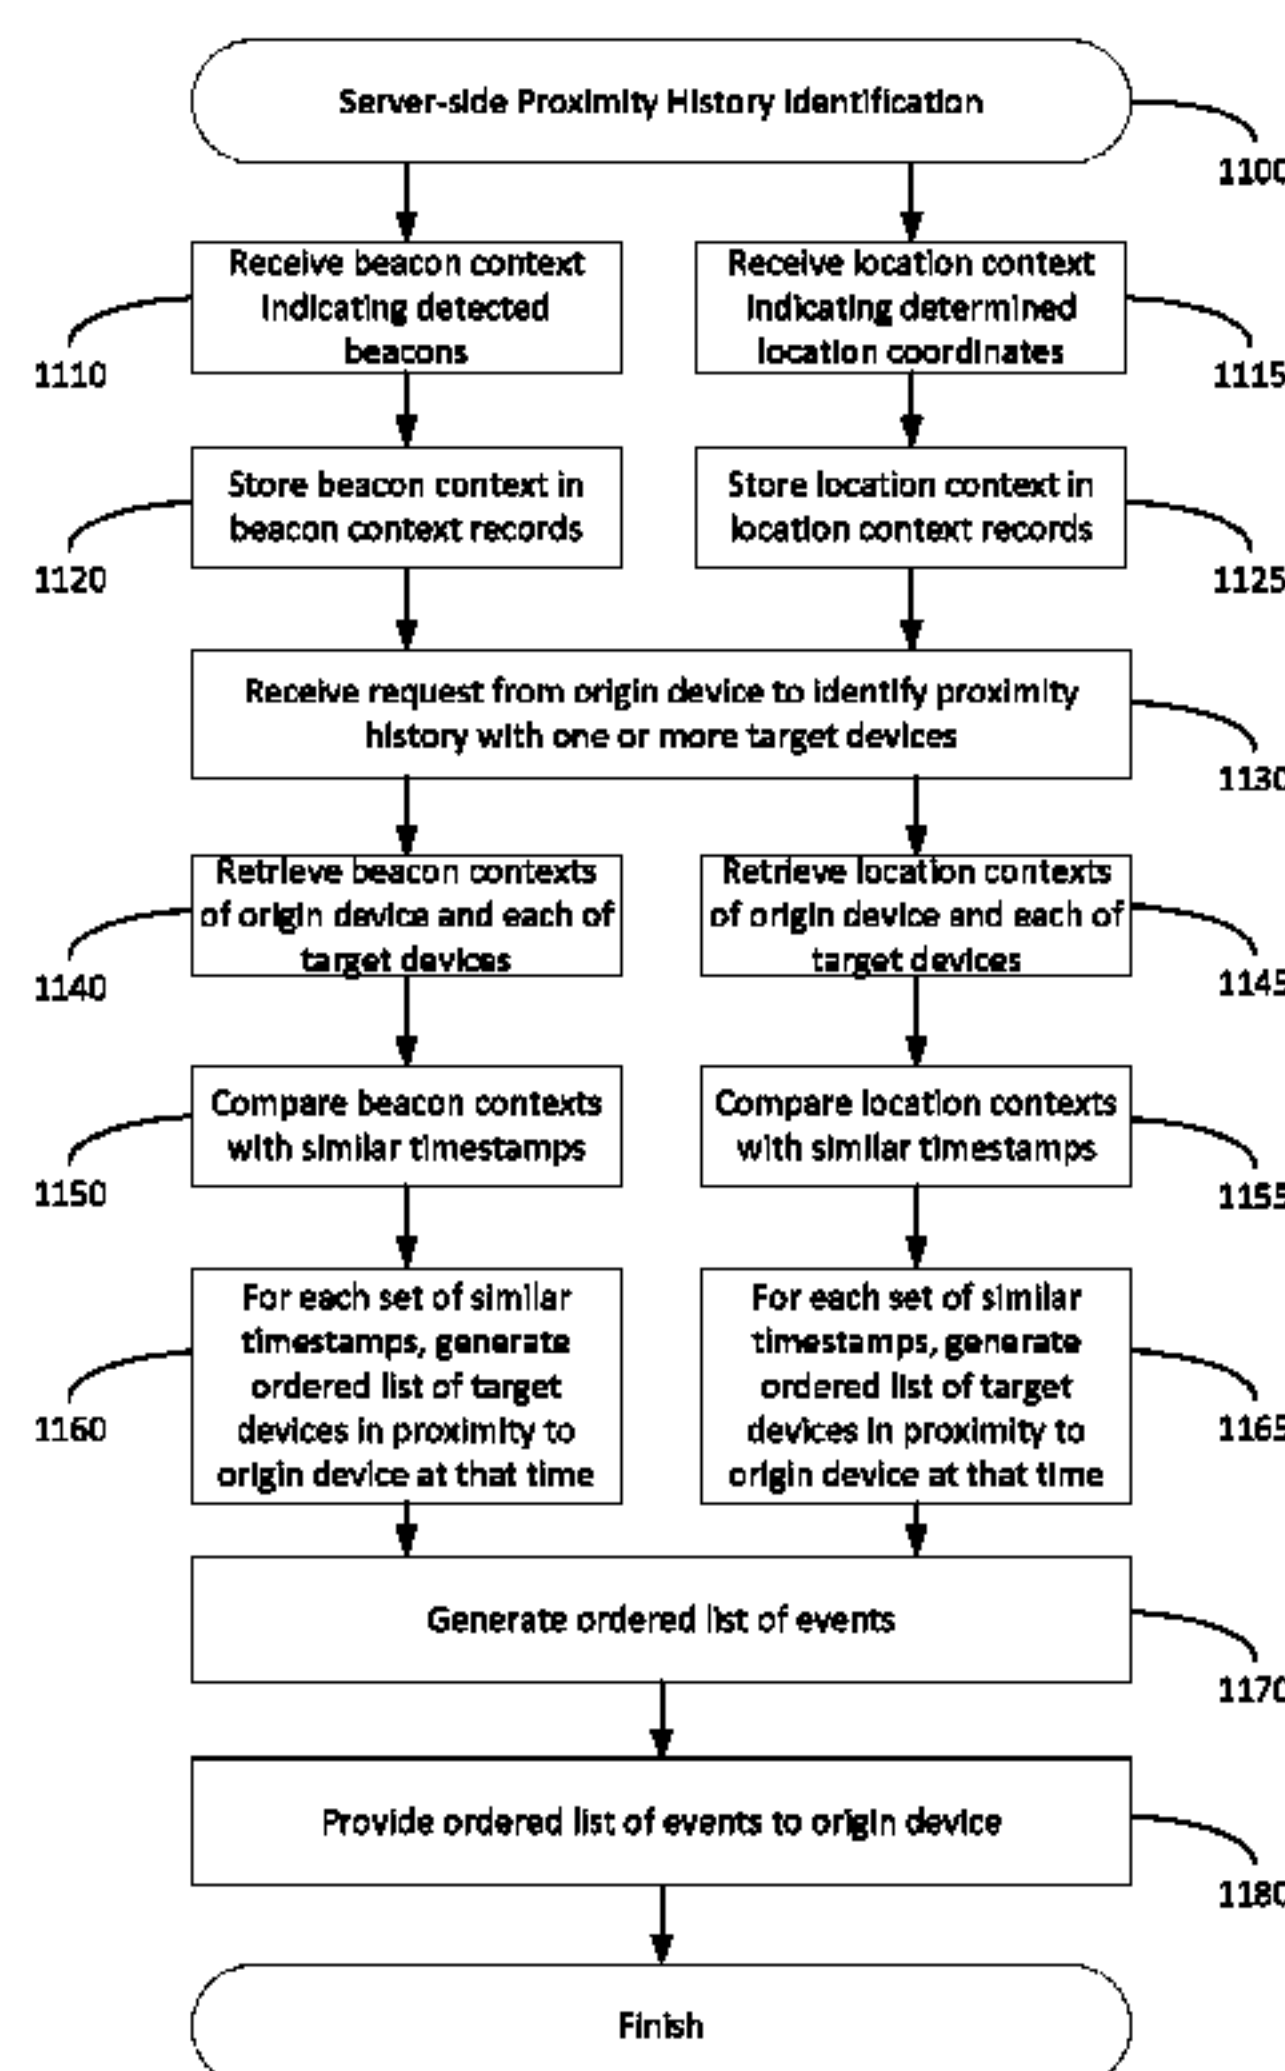 Server-side Proximity History Identification
1100
Receive beacon context
indicating detected
beacons
1110
Receive location context
indicating determined
location coordinates
1115
Store beacon context in
beacon context records
1120
Store location context in
location context records
1125
Receive request from origin device to identify proximity
history with one or more target devices
1130
Retrieve beacon contexts
of origin device and each of
target devices
1140
Retrieve location contexts
of origin device and each of
target devices
1145
Compare beacon contexts
with similar timestamps
1150
Compare location contexts
with similar timestamps
1155
For each set of similar
timestamps, generate
ordered list of target
devices in proximity to
origin device at that time
1160
For each set of similar
timestamps, generate
ordered list of target
devices in proximity to
origin device at that time
1165
Generate ordered list of events
1170
Provide ordered list of events to origin device
1180
Finish